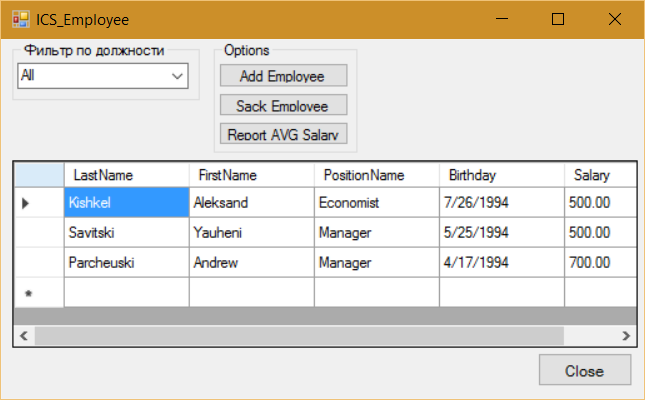 ICS_Employee
Фильтр по должности
All
Options
Add Employee
Sack Employee
Report AVG Salary
LastName FirstName PositionName Birthday Salary
Kishkel Aleksand Economist 7/26/1994 500.00
Savitski Yauheni Manager 5/25/1994 500.00
Parcheuski Andrew Manager 4/17/1994 700.00
*
Close